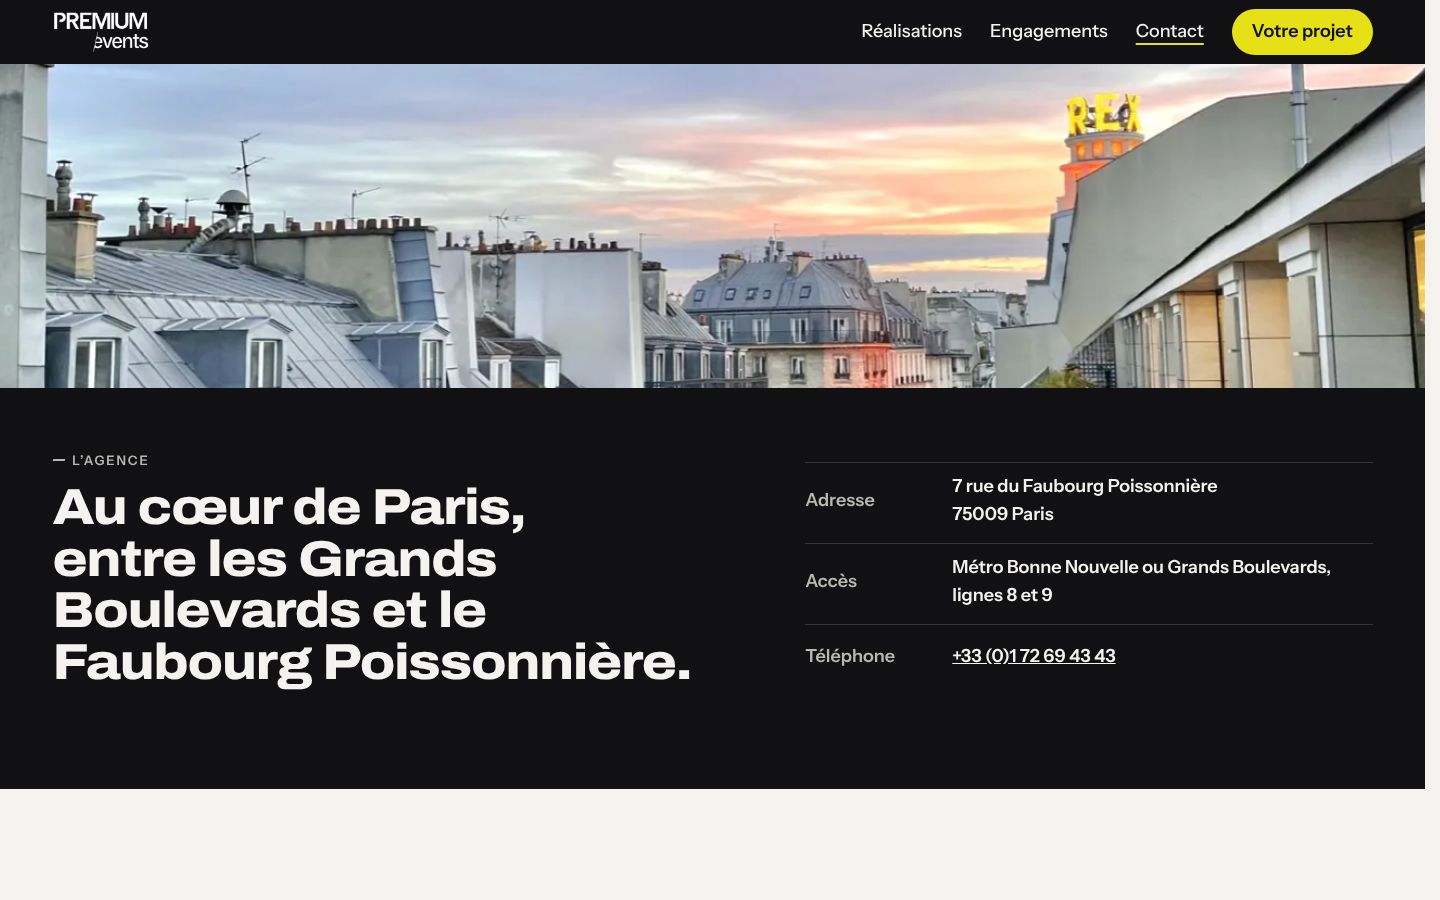 PREMIUM
events
Réalisations
Engagements
Contact
Votre projet
REX
— L’AGENCE
Au cœur de Paris,
entre les Grands
Boulevards et le
Faubourg Poissonnière.
Adresse
7 rue du Faubourg Poissonnière
75009 Paris
Accès
Métro Bonne Nouvelle ou Grands Boulevards,
lignes 8 et 9
Téléphone
+33 (0)1 72 69 43 43